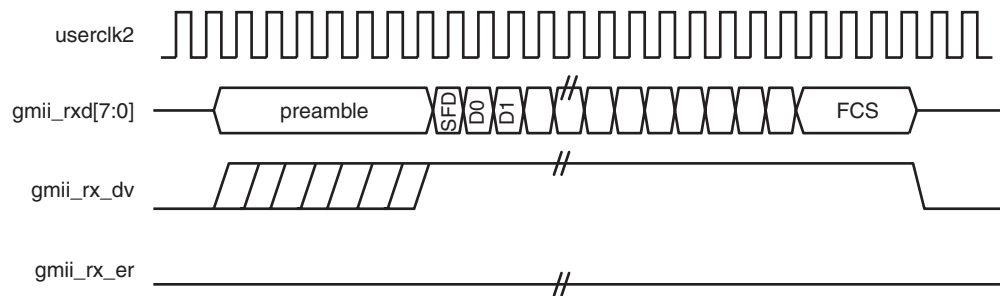 userclk2
gmii_rxd[7:0]
preamble
SFD
D0
D1
FCS
gmii_rx_dv
gmii_rx_er